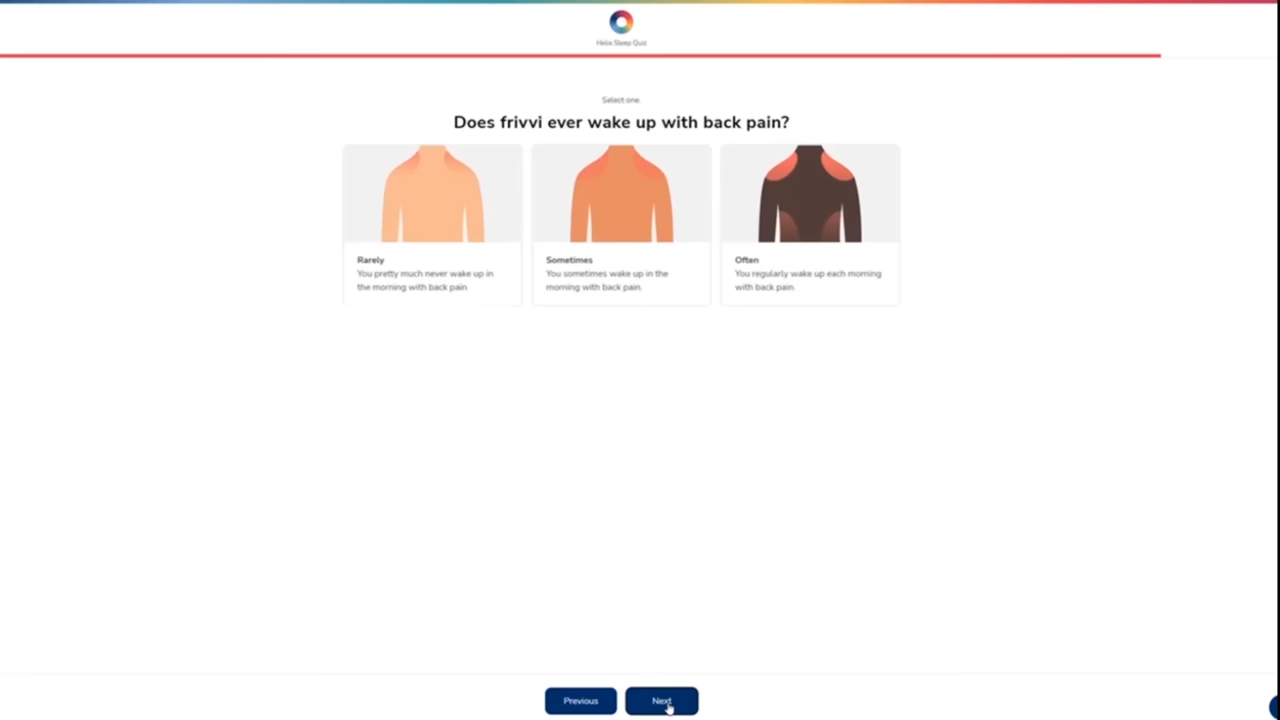 Helix Sleep Quiz
Select one.
Does frivvi ever wake up with back pain?
Rarely
You pretty much never wake up in
the morning with back pain.
Sometimes
You sometimes wake up in the
morning with back pain.
Often
You regularly wake up each morning
with back pain.
Previous
Next